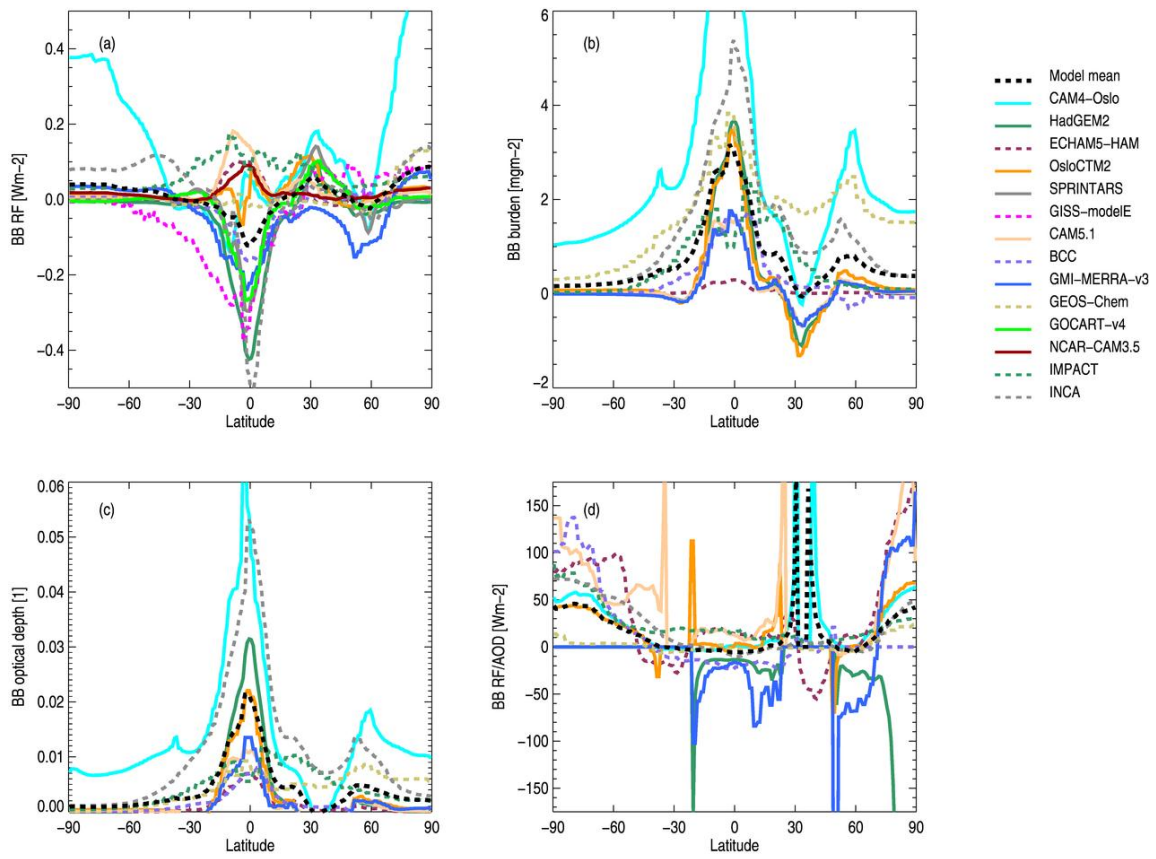 (a)
BB RF [Wm−2]
0.4
0.2
0.0
−0.2
−0.4
−90 −60 −30 0 30 60 90
Latitude
(b)
BB burden [mgm−2]
6
4
2
0
−2
−90 −60 −30 0 30 60 90
Latitude
Model mean
CAM4−Oslo
HadGEM2
ECHAM5−HAM
OsloCTM2
SPRINTARS
GISS−modelE
CAM5.1
BCC
GMI−MERRA−v3
GEOS−Chem
GOCART−v4
NCAR−CAM3.5
IMPACT
INCA
(c)
BB optical depth [1]
0.06
0.05
0.04
0.03
0.02
0.01
0.00
−90 −60 −30 0 30 60 90
Latitude
(d)
BB RF/AOD [Wm−2]
150
100
50
0
−50
−100
−150
−90 −60 −30 0 30 60 90
Latitude